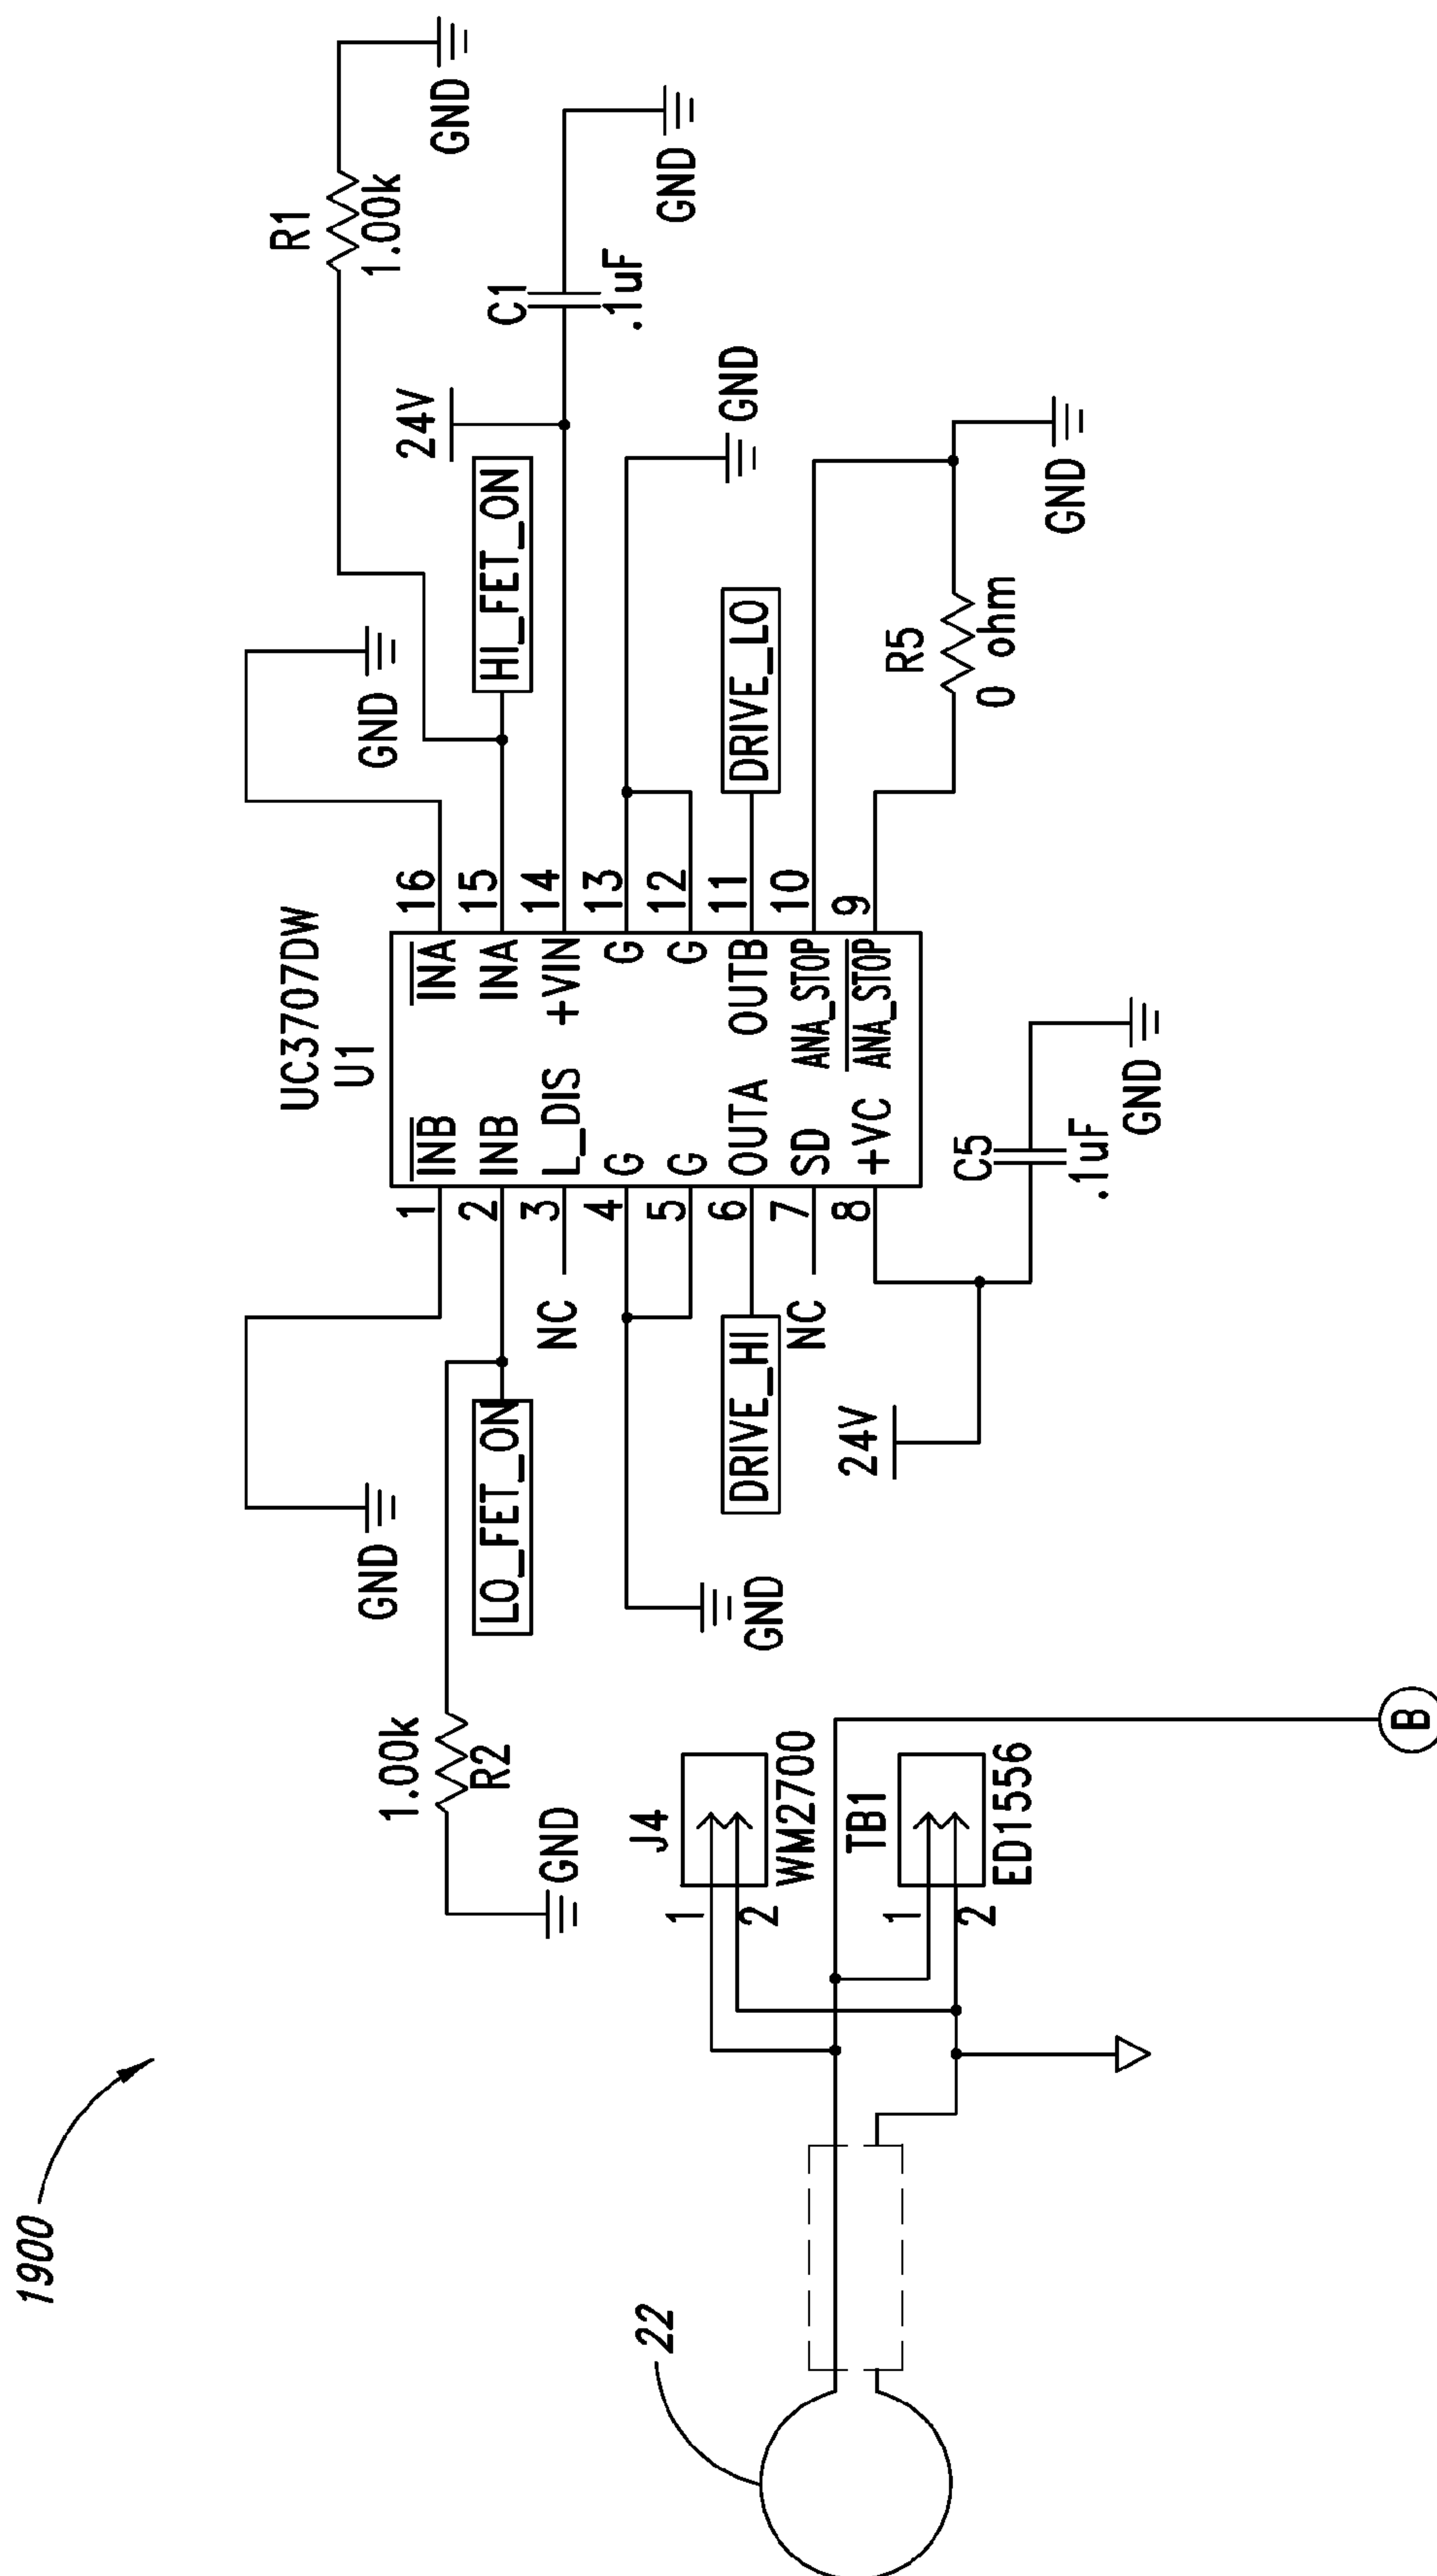 1900
22
GND
1.00k
R2
GND
LO_FET_ON
NC
GND
DRIVE_HI
NC
24V
J4
1
2
WM2700
TB1
1
2
ED1556
B
UC3707DW
U1
1 INB INA 16
2 INB INA 15
3 L_DIS +VIN 14
4 G G 13
5 G G 12
6 OUTA OUTB 11
7 SD ANA_STOP 10
8 +VC ANA_STOP 9
C5
.1uF
GND
GND
HI_FET_ON
24V
R1
1.00k
GND
C1
.1uF
GND
GND
DRIVE_LO
R5
0 ohm
GND